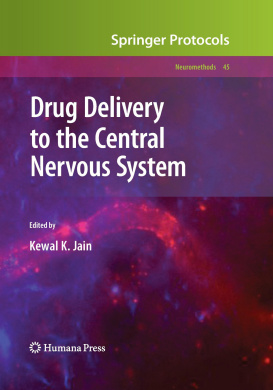 Springer Protocols
Neuromethods 45
Drug Delivery
to the Central
Nervous System
Edited by
Kewal K. Jain
Humana Press